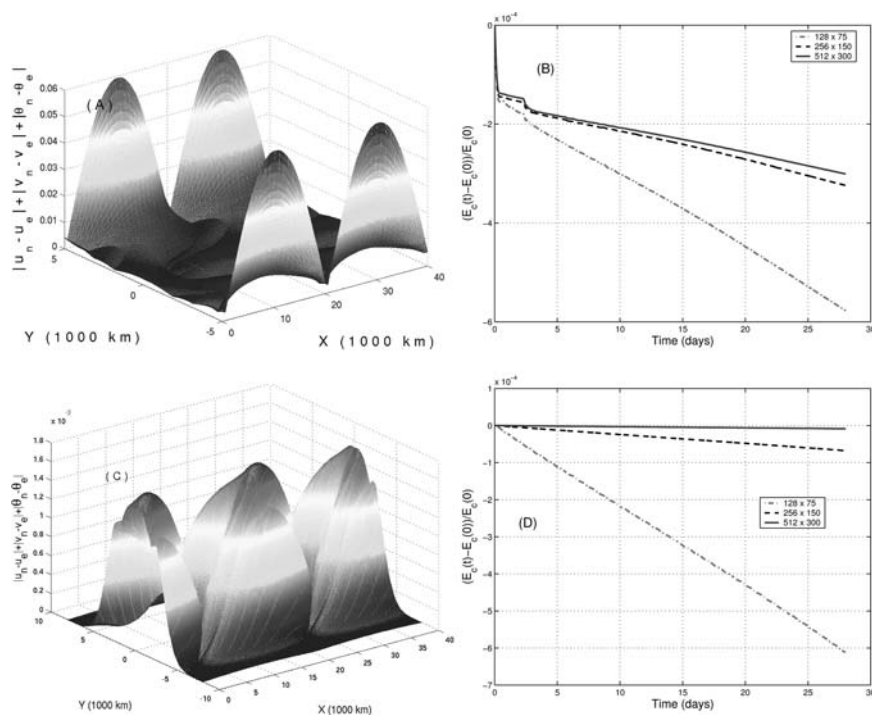 |u_n - u_e| + |v_n - v_e| + |θ_n - θ_e|
0.06
0.05
0.04
0.03
0.02
0.01
0
(A)
5
0
-5
Y (1000 km)
0
10
20
30
40
X (1000 km)
x 10^-4
(E_c(t)-E_c(0))/E_c(0)
0
-2
-4
-6
(B)
128 x 75
256 x 150
512 x 300
0
5
10
15
20
25
30
Time (days)
x 10
|u_n-u_e|+|v_n-v_e|+|θ_n-θ_e|
1.8
1.6
1.4
1.2
1
0.8
0.6
0.4
0.2
0
(C)
10
5
0
-5
-10
Y (1000 km)
0
5
10
15
20
25
30
35
40
X (1000 km)
x 10^-4
(E_c(t)-E_c(0))/E_c(0)
1
0
-1
-2
-3
-4
-5
-6
-7
(D)
128 x 75
256 x 150
512 x 300
0
5
10
15
20
25
30
Time (days)